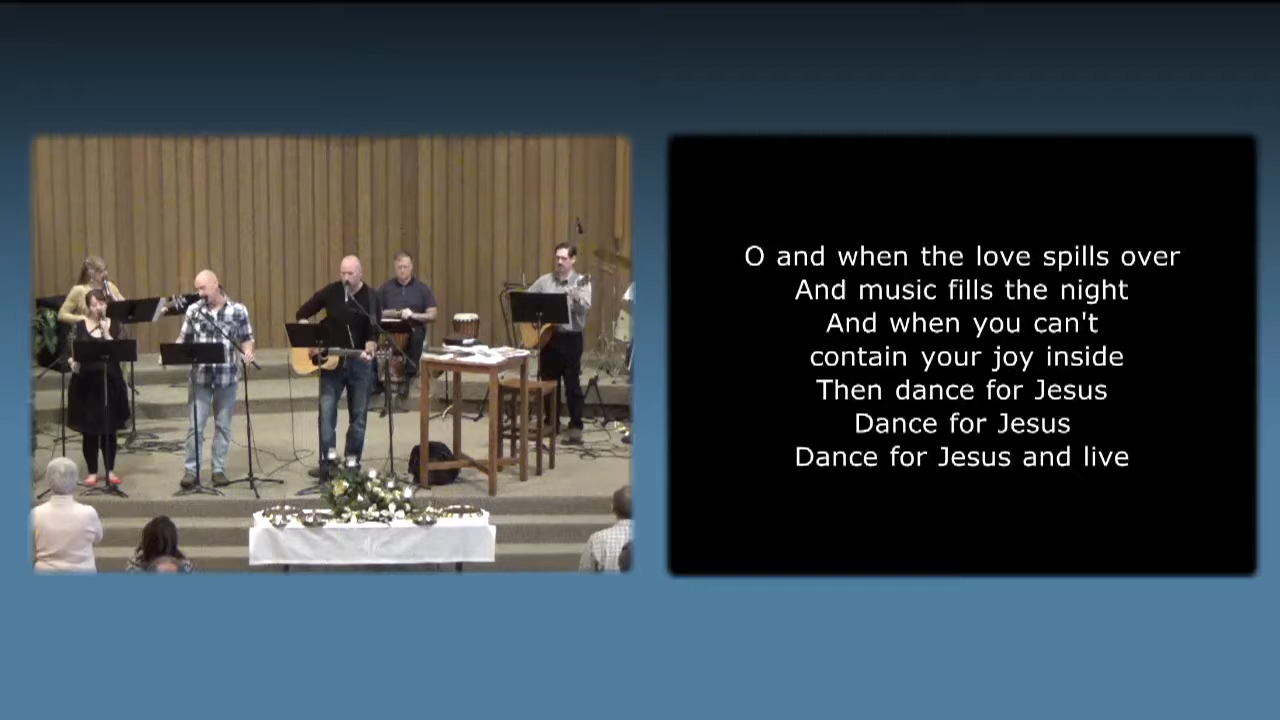 O and when the love spills over
And music fills the night
And when you can't
contain your joy inside
Then dance for Jesus
Dance for Jesus
Dance for Jesus and live